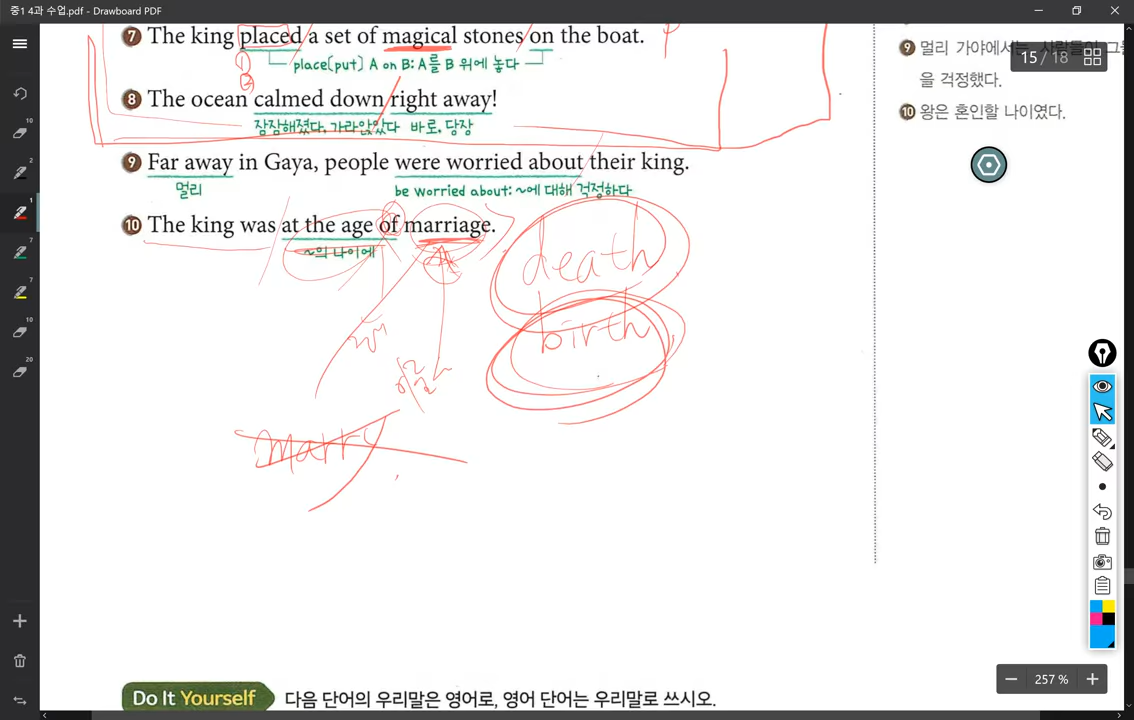 중1 4과 수업.pdf - Drawboard PDF
⑦ The king placed a set of magical stones on the boat.
place(put) A on B: A를 B 위에 놓다
⑧ The ocean calmed down right away!
잠잠해졌다, 가라앉았다 바로, 당장
⑨ Far away in Gaya, people were worried about their king.
멀리 be worried about: ~에 대해 걱정하다
⑩ The king was at the age of marriage.
~의 나이에
death
birth
marry
⑨ 멀리 가야에서는 사람들이 그
을 걱정했다.
⑩ 왕은 혼인할 나이였다.
15 / 18
10
2
1
7
7
10
20
257 %
Do It Yourself 다음 단어의 우리말은 영어로, 영어 단어는 우리말로 쓰시오.